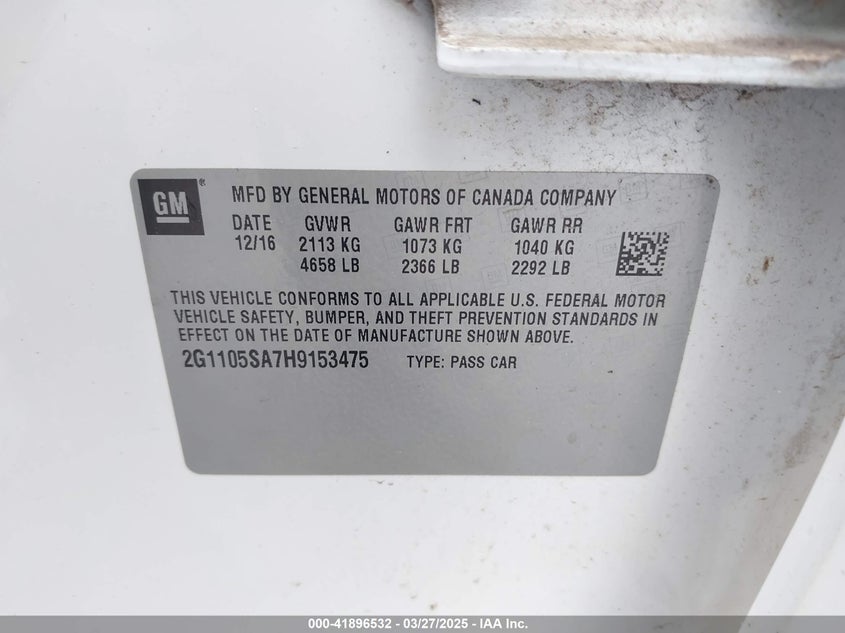 GM ®
MFD BY GENERAL MOTORS OF CANADA COMPANY
DATE GVWR GAWR FRT GAWR RR
12/16 2113 KG 1073 KG 1040 KG
4658 LB 2366 LB 2292 LB
THIS VEHICLE CONFORMS TO ALL APPLICABLE U.S. FEDERAL MOTOR
VEHICLE SAFETY, BUMPER, AND THEFT PREVENTION STANDARDS IN
EFFECT ON THE DATE OF MANUFACTURE SHOWN ABOVE.
2G1105SA7H9153475 TYPE: PASS CAR
000-41896532 - 03/27/2025 - IAA Inc.